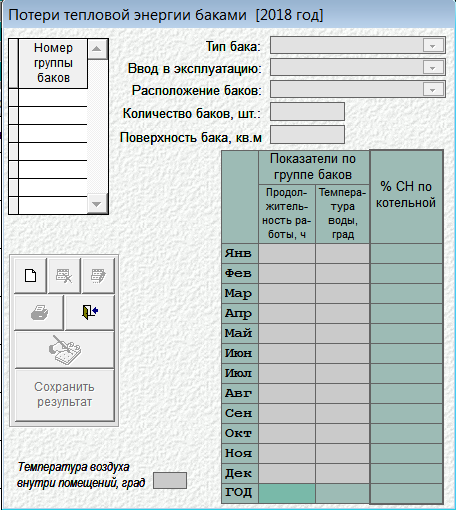 Потери тепловой энергии баками [2018 год]
Номер
группы
баков
Тип бака:
Ввод в эксплуатацию:
Расположение баков:
Количество баков, шт.:
Поверхность бака, кв.м
Показатели по
группе баков
% СН по
котельной
Продол-
житель-
ность ра-
боты, ч
Темпера-
тура
воды,
град
Янв
Фев
Мар
Апр
Май
Июн
Июл
Авг
Сен
Окт
Ноя
Дек
ГОД
Сохранить
результат
Температура воздуха
внутри помещений, град